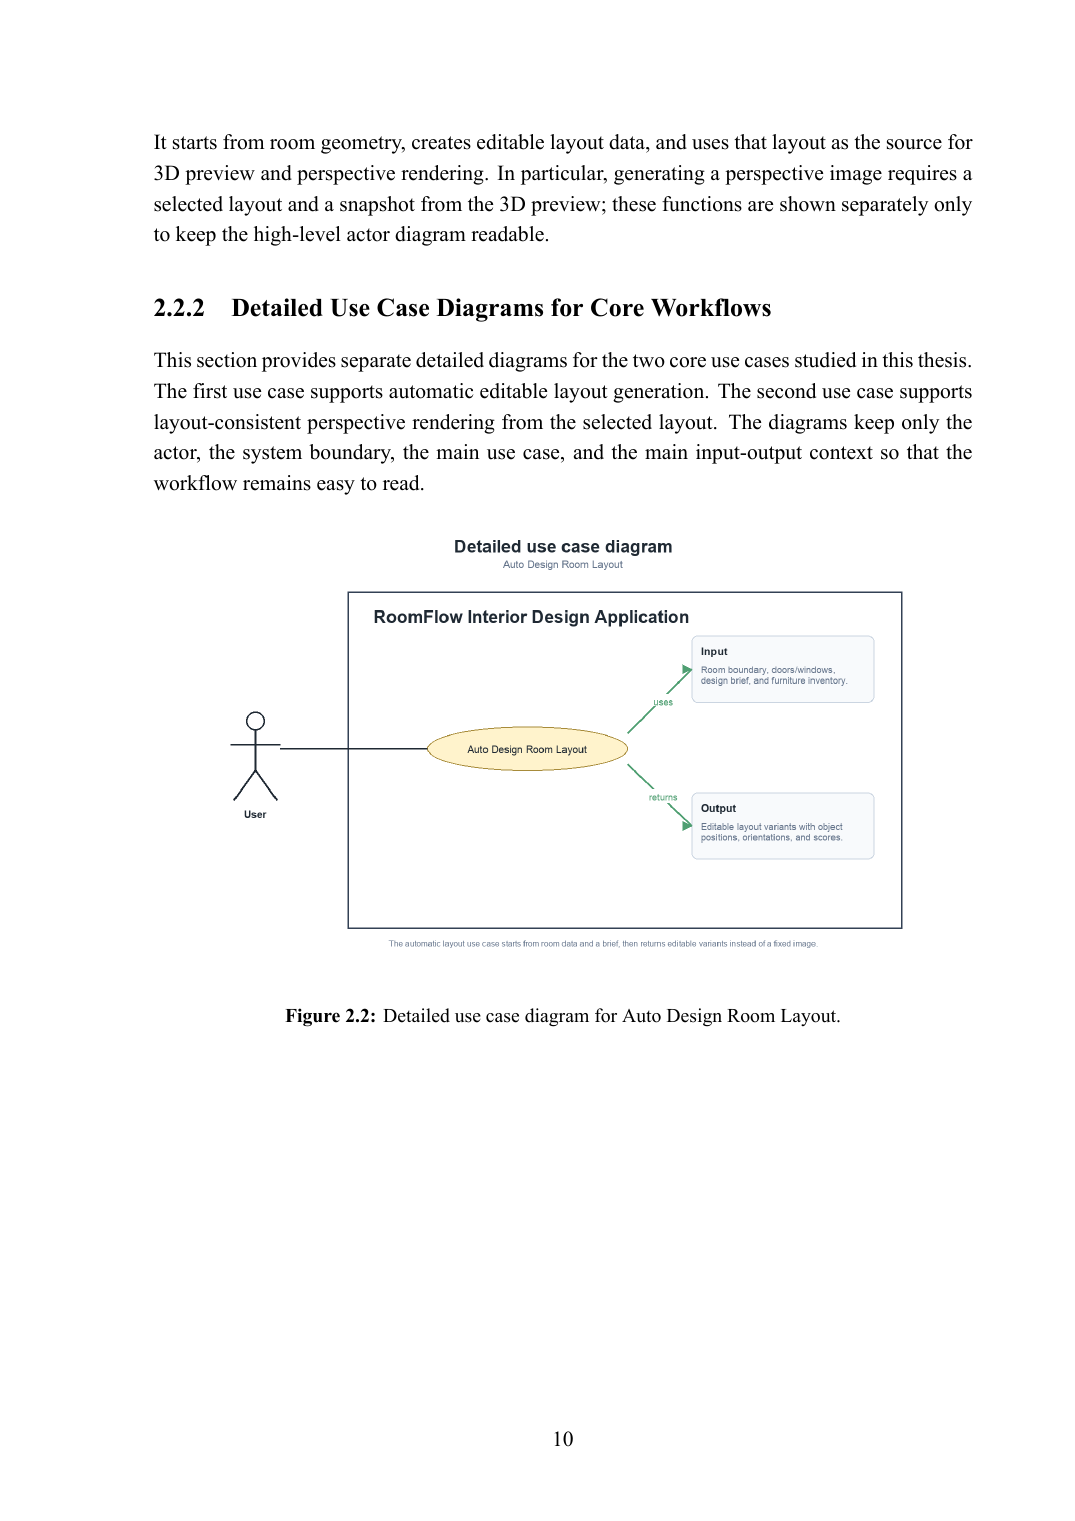 It starts from room geometry, creates editable layout data, and uses that layout as the source for
3D preview and perspective rendering. In particular, generating a perspective image requires a
selected layout and a snapshot from the 3D preview; these functions are shown separately only
to keep the high-level actor diagram readable.
2.2.2 Detailed Use Case Diagrams for Core Workflows
This section provides separate detailed diagrams for the two core use cases studied in this thesis.
The first use case supports automatic editable layout generation. The second use case supports
layout-consistent perspective rendering from the selected layout. The diagrams keep only the
actor, the system boundary, the main use case, and the main input-output context so that the
workflow remains easy to read.
Detailed use case diagram
Auto Design Room Layout
RoomFlow Interior Design Application
Input
Room boundary, doors/windows,
design brief, and furniture inventory.
uses
Auto Design Room Layout
User
returns
Output
Editable layout variants with object
positions, orientations, and scores.
The automatic layout use case starts from room data and a brief, then returns editable variants instead of a fixed image.
Figure 2.2: Detailed use case diagram for Auto Design Room Layout.
10